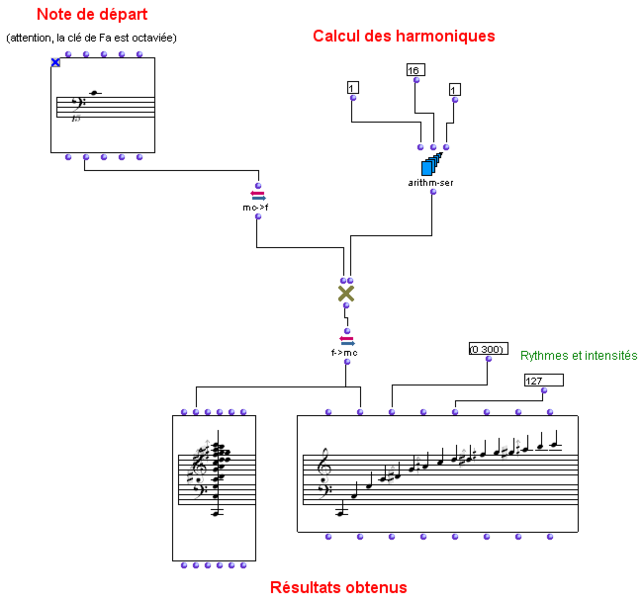 Note de départ
(attention, la clé de Fa est octaviée)
Calcul des harmoniques
1
16
1
15
arithm-ser
mc->f
f->mc
(0 300)
Rythmes et intensités
127
Résultats obtenus